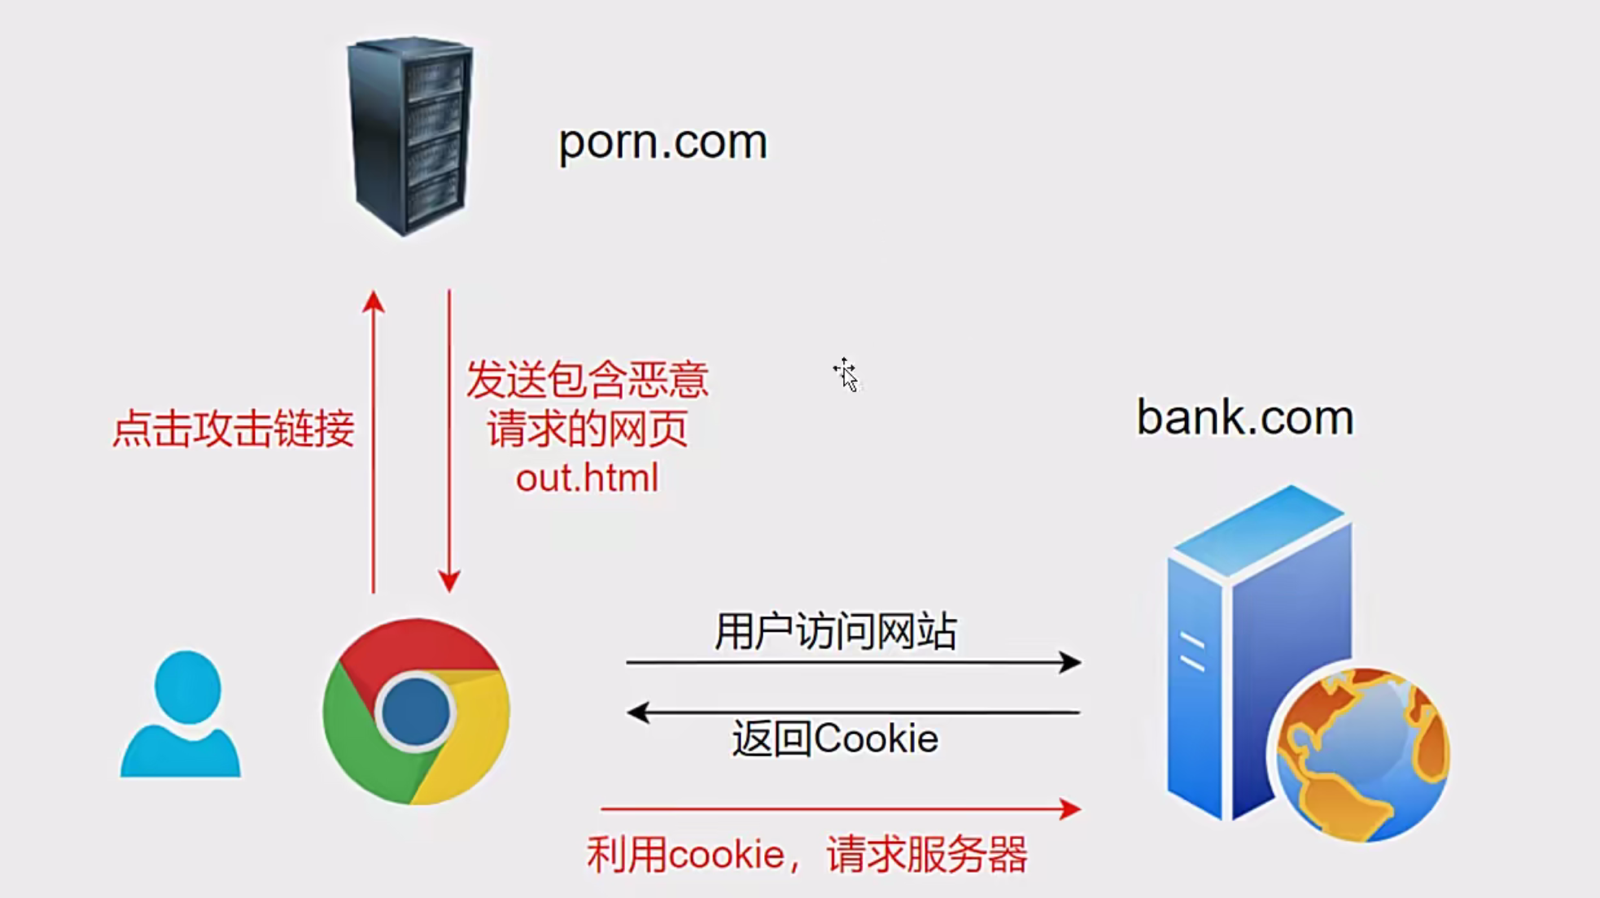 porn.com
点击攻击链接
发送包含恶意
请求的网页
out.html
bank.com
用户访问网站
返回Cookie
利用cookie，请求服务器